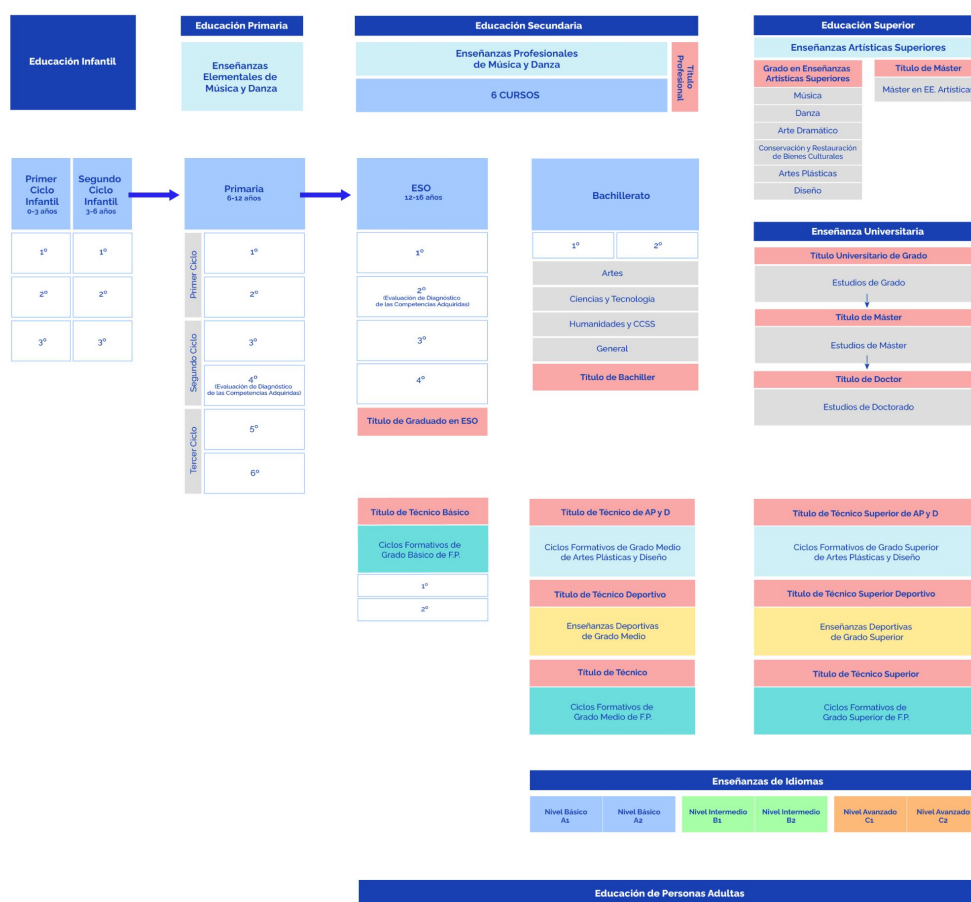 Educación Infantil
Educación Primaria
Enseñanzas
Elementales de
Música y Danza
Educación Secundaria
Enseñanzas Profesionales
de Música y Danza
6 CURSOS
Título
Profesional
Educación Superior
Enseñanzas Artísticas Superiores
Grado en Enseñanzas
Artísticas Superiores
Música
Danza
Arte Dramático
Conservación y Restauración
de Bienes Culturales
Artes Plásticas
Diseño
Título de Máster
Máster en EE. Artísticas
Primer
Ciclo
Infantil
0-3 años
1º
2º
3º
Segundo
Ciclo
Infantil
3-6 años
1º
2º
3º
Primaria
6-12 años
Primer Ciclo
1º
2º
Segundo Ciclo
3º
4º
(Evaluación de Diagnóstico
de las Competencias Adquiridas)
Tercer Ciclo
5º
6º
ESO
12-16 años
1º
2º
(Evaluación de Diagnóstico
de las Competencias Adquiridas)
3º
4º
Título de Graduado en ESO
Bachillerato
1º
2º
Artes
Ciencias y Tecnología
Humanidades y CCSS
General
Título de Bachiller
Enseñanza Universitaria
Título Universitario de Grado
Estudios de Grado
Título de Máster
Estudios de Máster
Título de Doctor
Estudios de Doctorado
Título de Técnico Básico
Ciclos Formativos de
Grado Básico de F.P.
1º
2º
Título de Técnico de AP y D
Ciclos Formativos de Grado Medio
de Artes Plásticas y Diseño
Título de Técnico Deportivo
Enseñanzas Deportivas
de Grado Medio
Título de Técnico
Ciclos Formativos de
Grado Medio de F.P.
Título de Técnico Superior de AP y D
Ciclos Formativos de Grado Superior
de Artes Plásticas y Diseño
Título de Técnico Superior Deportivo
Enseñanzas Deportivas
de Grado Superior
Título de Técnico Superior
Ciclos Formativos de
Grado Superior de F.P.
Enseñanzas de Idiomas
Nivel Básico
A1
Nivel Básico
A2
Nivel Intermedio
B1
Nivel Intermedio
B2
Nivel Avanzado
C1
Nivel Avanzado
C2
Educación de Personas Adultas